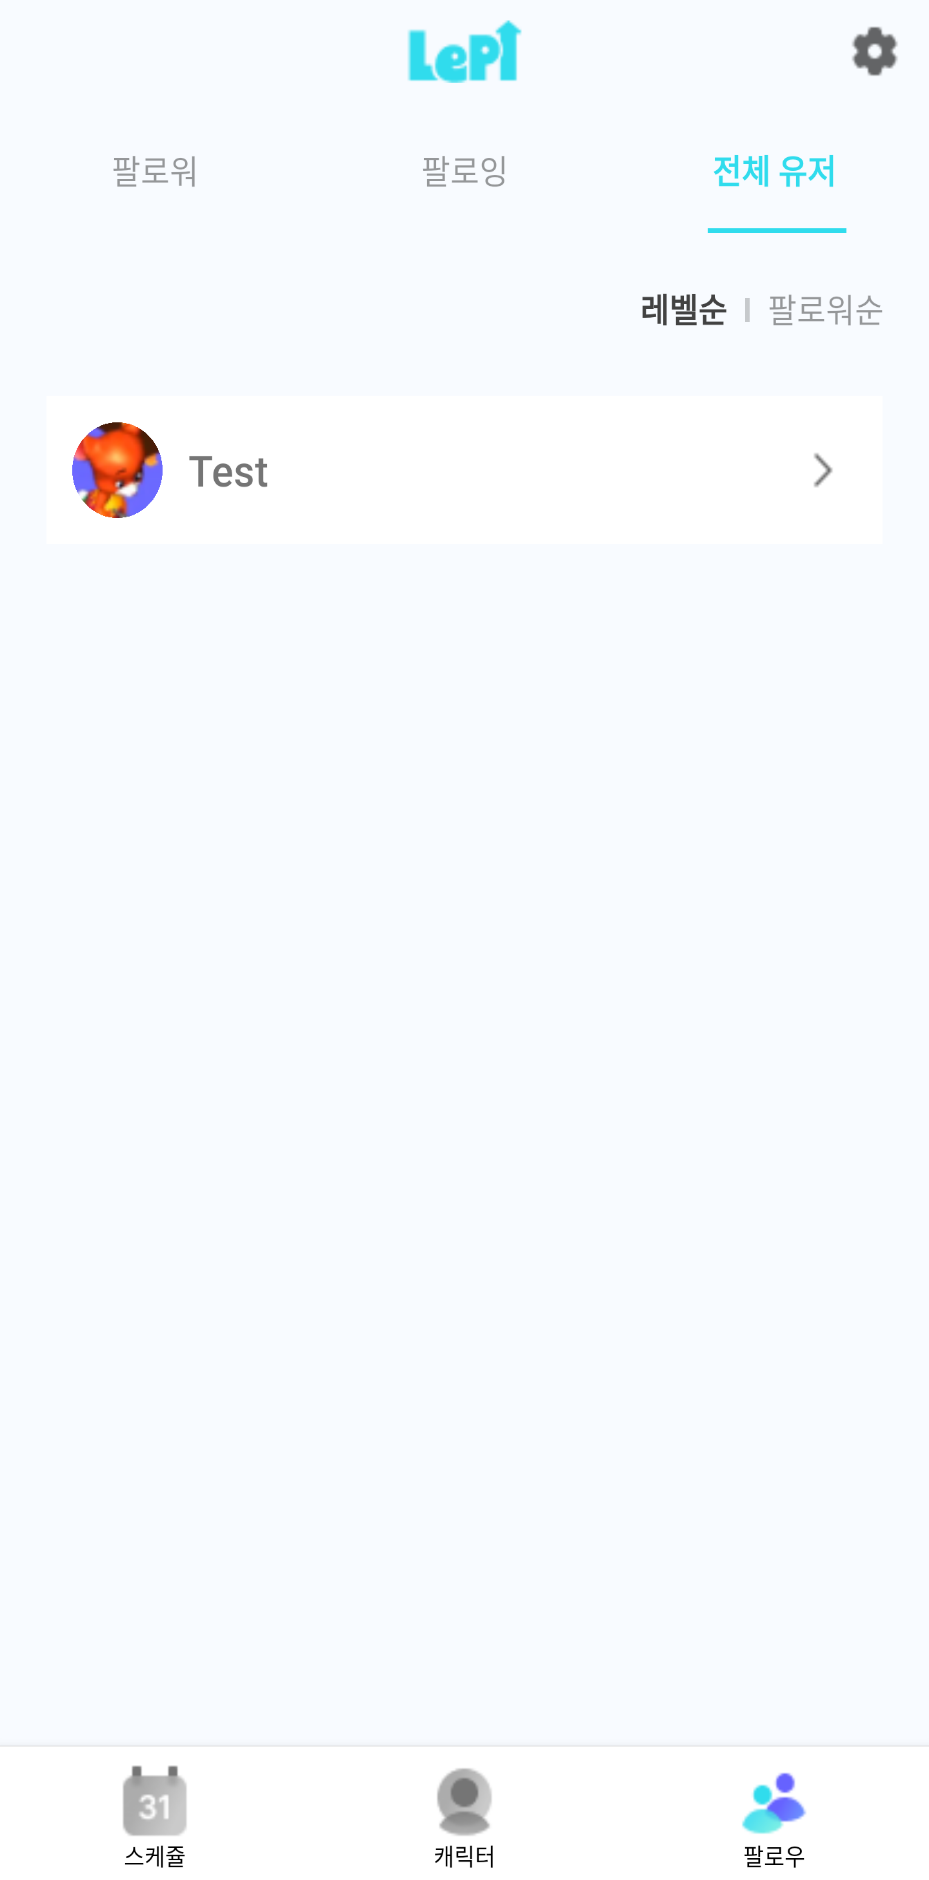 LePI
팔로워 팔로잉 전체 유저
레벨순 팔로워순
Test
31
스케쥴 캐릭터 팔로우